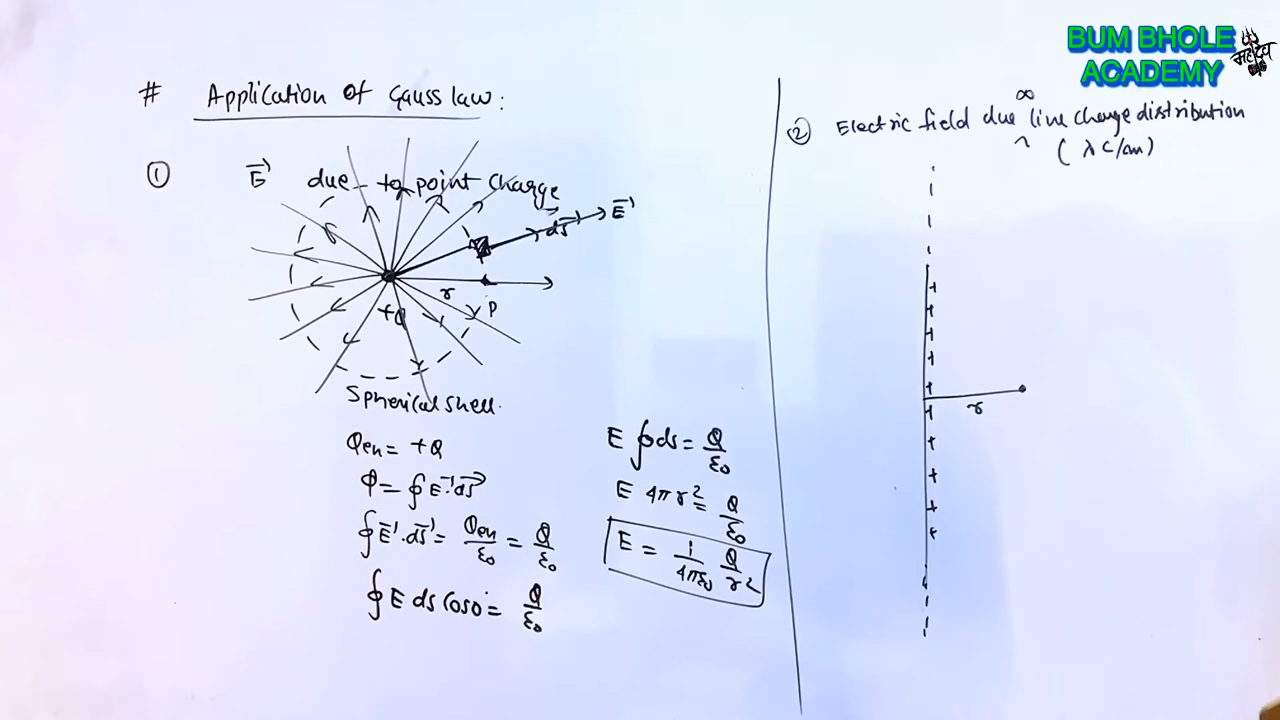 BUM BHOLE
ACADEMY
महादेव
# Application of Gauss law:
① E⃗ due to point charge
E⃗
ds⃗
r
P
+Q
Spherical shell.
Qen = +Q
Φ = ∮E⃗·ds⃗
∮E⃗·ds⃗ = Qen/ε₀ = Q/ε₀
∮E ds cos0 = Q/ε₀
E ∮ds = Q/ε₀
E 4πr² = Q/ε₀
E = 1/4πε₀ Q/r²
∞
② Electric field due line charge distribution
(λ C/m)
r